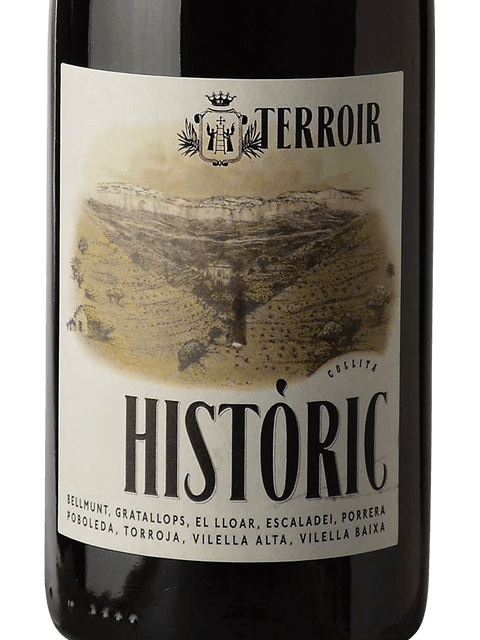 TERROIR
COLLITA
HISTÒRIC
BELLMUNT, GRATALLOPS, EL LLOAR, ESCALADEI, PORRERA
POBOLEDA, TORROJA, VILELLA ALTA, VILELLA BAIXA